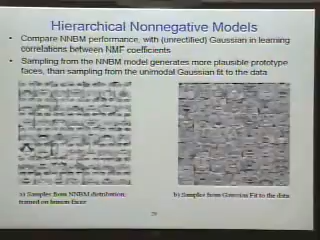 Hierarchical Nonnegative Models
• Compare NNBM performance, with (unrectified) Gaussian in learning
correlations between NMF coefficients
• Sampling from the NNBM model generates more plausible prototype
faces, than sampling from the unimodal Gaussian fit to the data
a) Samples from NNBM distribution
trained on human faces
b) Samples from Gaussian Fit to the data